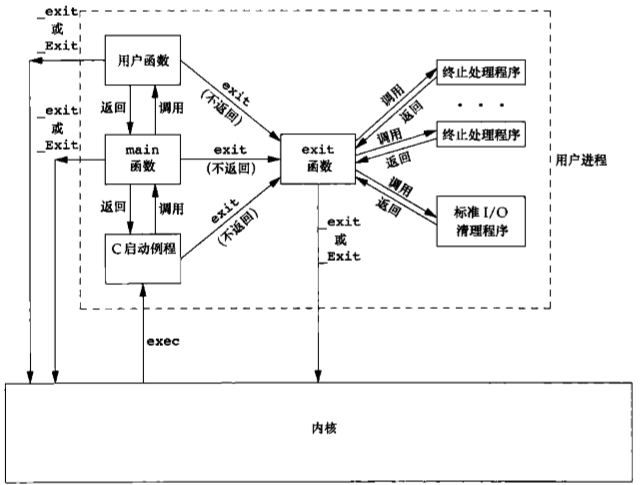 _exit
或
_Exit
用户函数
exit
(不返回)
调用
返回
终止处理程序
. . .
返回
调用
_exit
或
_Exit
main
函数
exit
(不返回)
exit
函数
调用
返回
终止处理程序
用户进程
返回
调用
exit
(不返回)
调用
返回
标准 I/O
清理程序
C 启动例程
_exit
或
_Exit
exec
内核